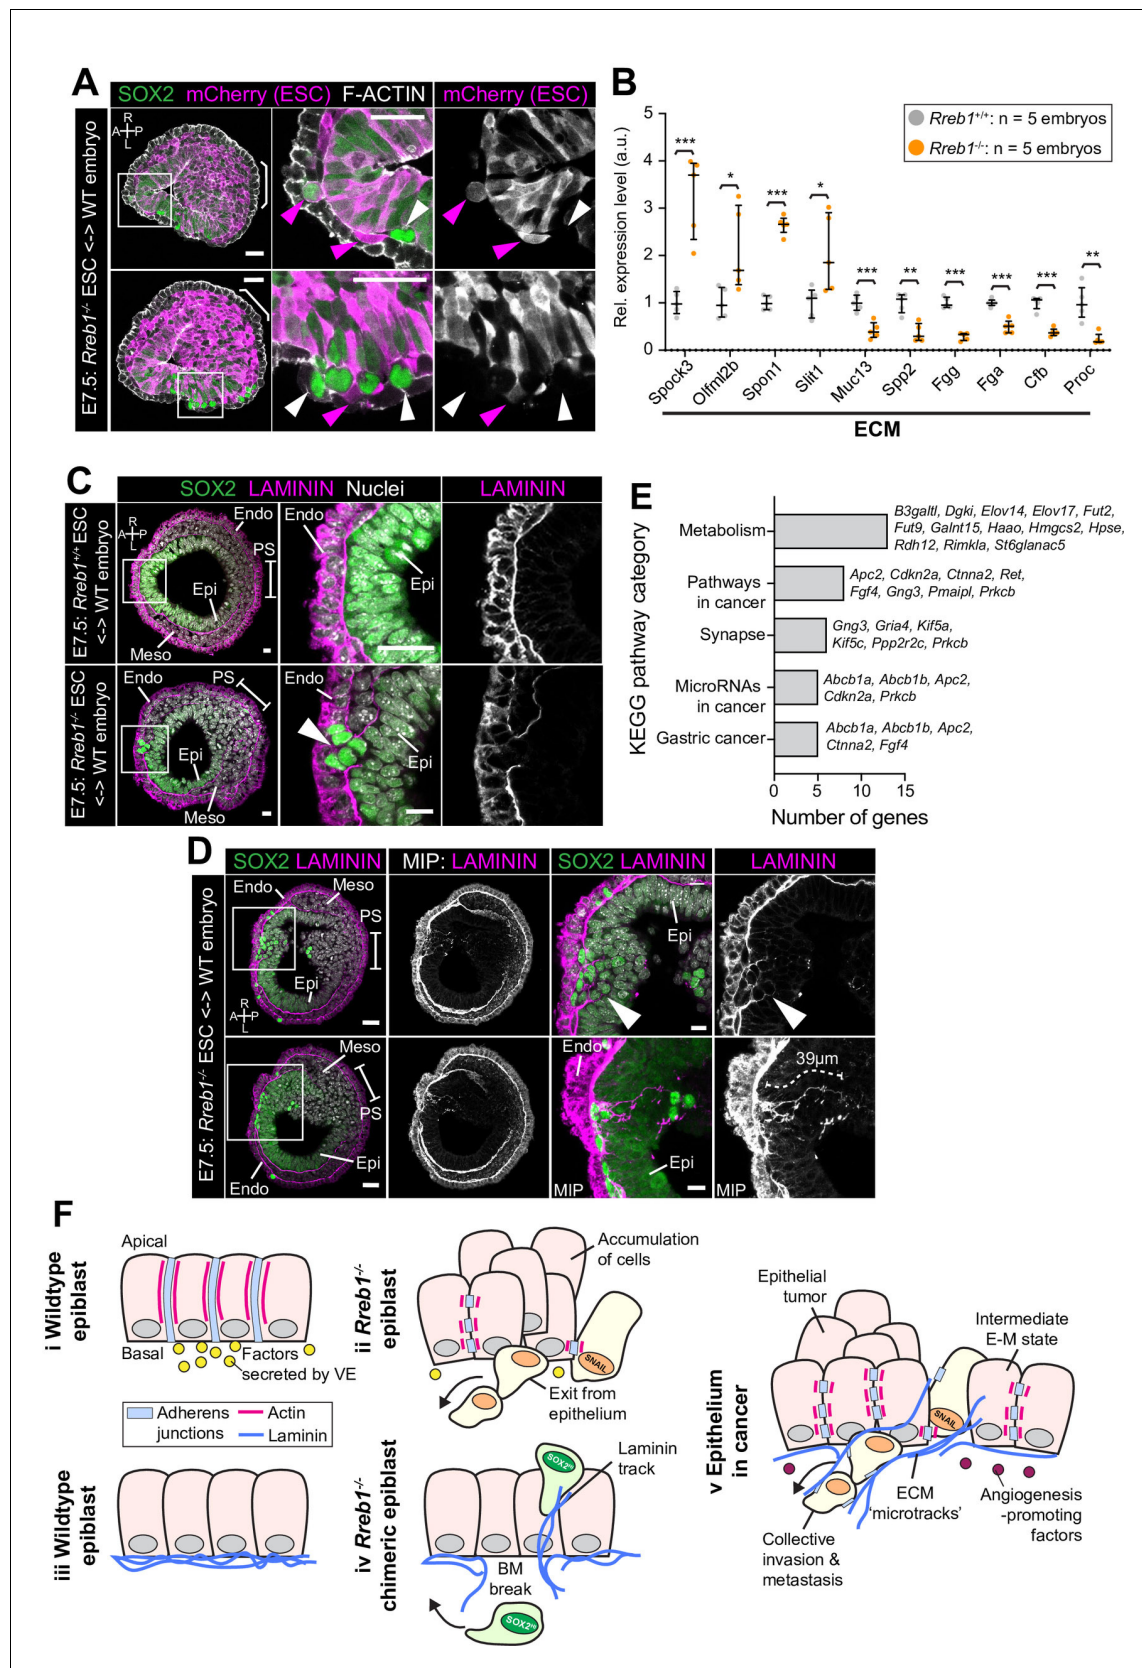 A
SOX2 mCherry (ESC) F-ACTIN mCherry (ESC)
E7.5: Rreb1-/- ESC <-> WT embryo
R
A P
L
B
Rel. expression level (a.u.)
5
4
3
2
1
0
Rreb1+/+: n = 5 embryos
Rreb1-/-: n = 5 embryos
*** * *** * *** ** *** *** *** **
Spock3 Olfml2b Spon1 Slit1 Muc13 Spp2 Fgg Fga Cfb Proc
ECM
C
SOX2 LAMININ Nuclei LAMININ
E7.5: Rreb1+/+ ESC
<-> WT embryo
R
A P
L
Endo
PS
Epi
Meso
Endo
Epi
E7.5: Rreb1-/- ESC
<-> WT embryo
Endo
PS
Epi
Meso
Endo
Epi
E
KEGG pathway category
Metabolism
B3galtl, Dgki, Elov14, Elov17, Fut2,
Fut9, Galnt15, Haao, Hmgcs2, Hpse,
Rdh12, Rimkla, St6glanac5
Pathways
in cancer
Apc2, Cdkn2a, Ctnna2, Ret,
Fgf4, Gng3, Pmaipl, Prkcb
Synapse
Gng3, Gria4, Kif5a,
Kif5c, Ppp2r2c, Prkcb
MicroRNAs
in cancer
Abcb1a, Abcb1b, Apc2,
Cdkn2a, Prkcb
Gastric cancer
Abcb1a, Abcb1b, Apc2,
Ctnna2, Fgf4
0 5 10 15
Number of genes
D
SOX2 LAMININ MIP: LAMININ SOX2 LAMININ LAMININ
E7.5: Rreb1-/- ESC <-> WT embryo
Endo
Meso
PS
Epi
R
A P
L
Epi
Meso
PS
Epi
Endo
Endo
Epi
MIP
39µm
MIP
F
i Wildtype
epiblast
Apical
Basal
Factors
secreted by VE
Adherens
junctions
Actin
Laminin
ii Rreb1-/-
epiblast
Accumulation
of cells
SNAIL
Exit from
epithelium
iii Wildtype
epiblast
iv Rreb1-/-
chimeric epiblast
SOX2HI
Laminin
track
BM
break
SOX2HI
v Epithelium
in cancer
Epithelial
tumor
Intermediate
E-M state
SNAIL
ECM
'microtracks'
Angiogenesis
-promoting
factors
Collective
invasion &
metastasis